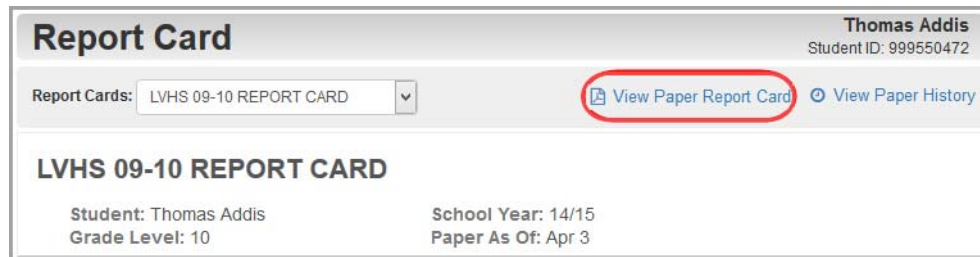 Report Card
Thomas Addis
Student ID: 999550472
Report Cards: LVHS 09-10 REPORT CARD
View Paper Report Card
View Paper History
LVHS 09-10 REPORT CARD
Student: Thomas Addis
School Year: 14/15
Grade Level: 10
Paper As Of: Apr 3